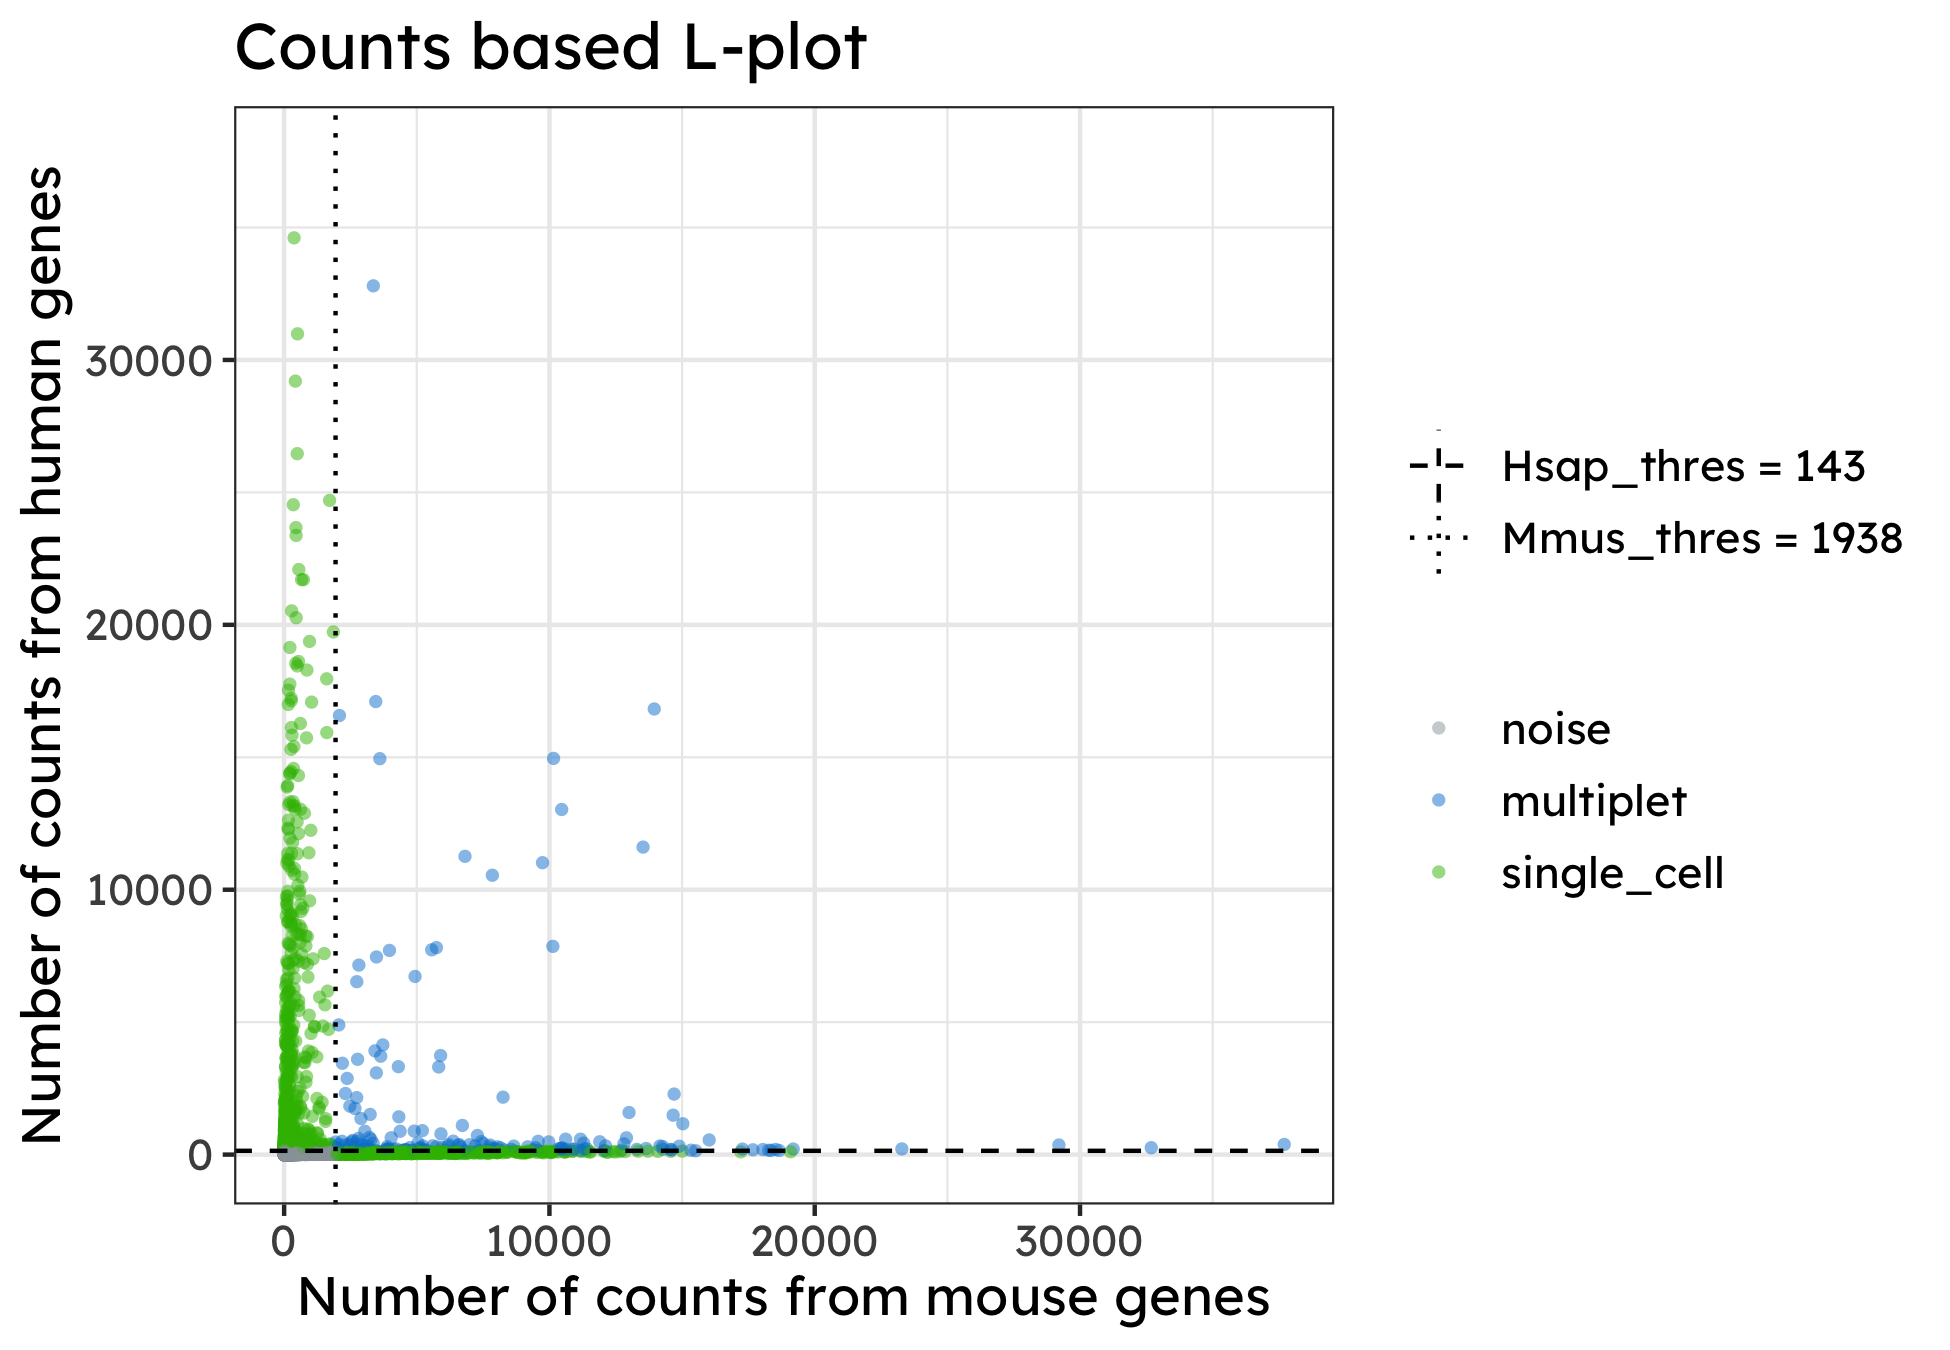 Counts based L-plot
Number of counts from human genes
30000
20000
10000
0
0 10000 20000 30000
Number of counts from mouse genes
Hsap_thres = 143
Mmus_thres = 1938
noise
multiplet
single_cell